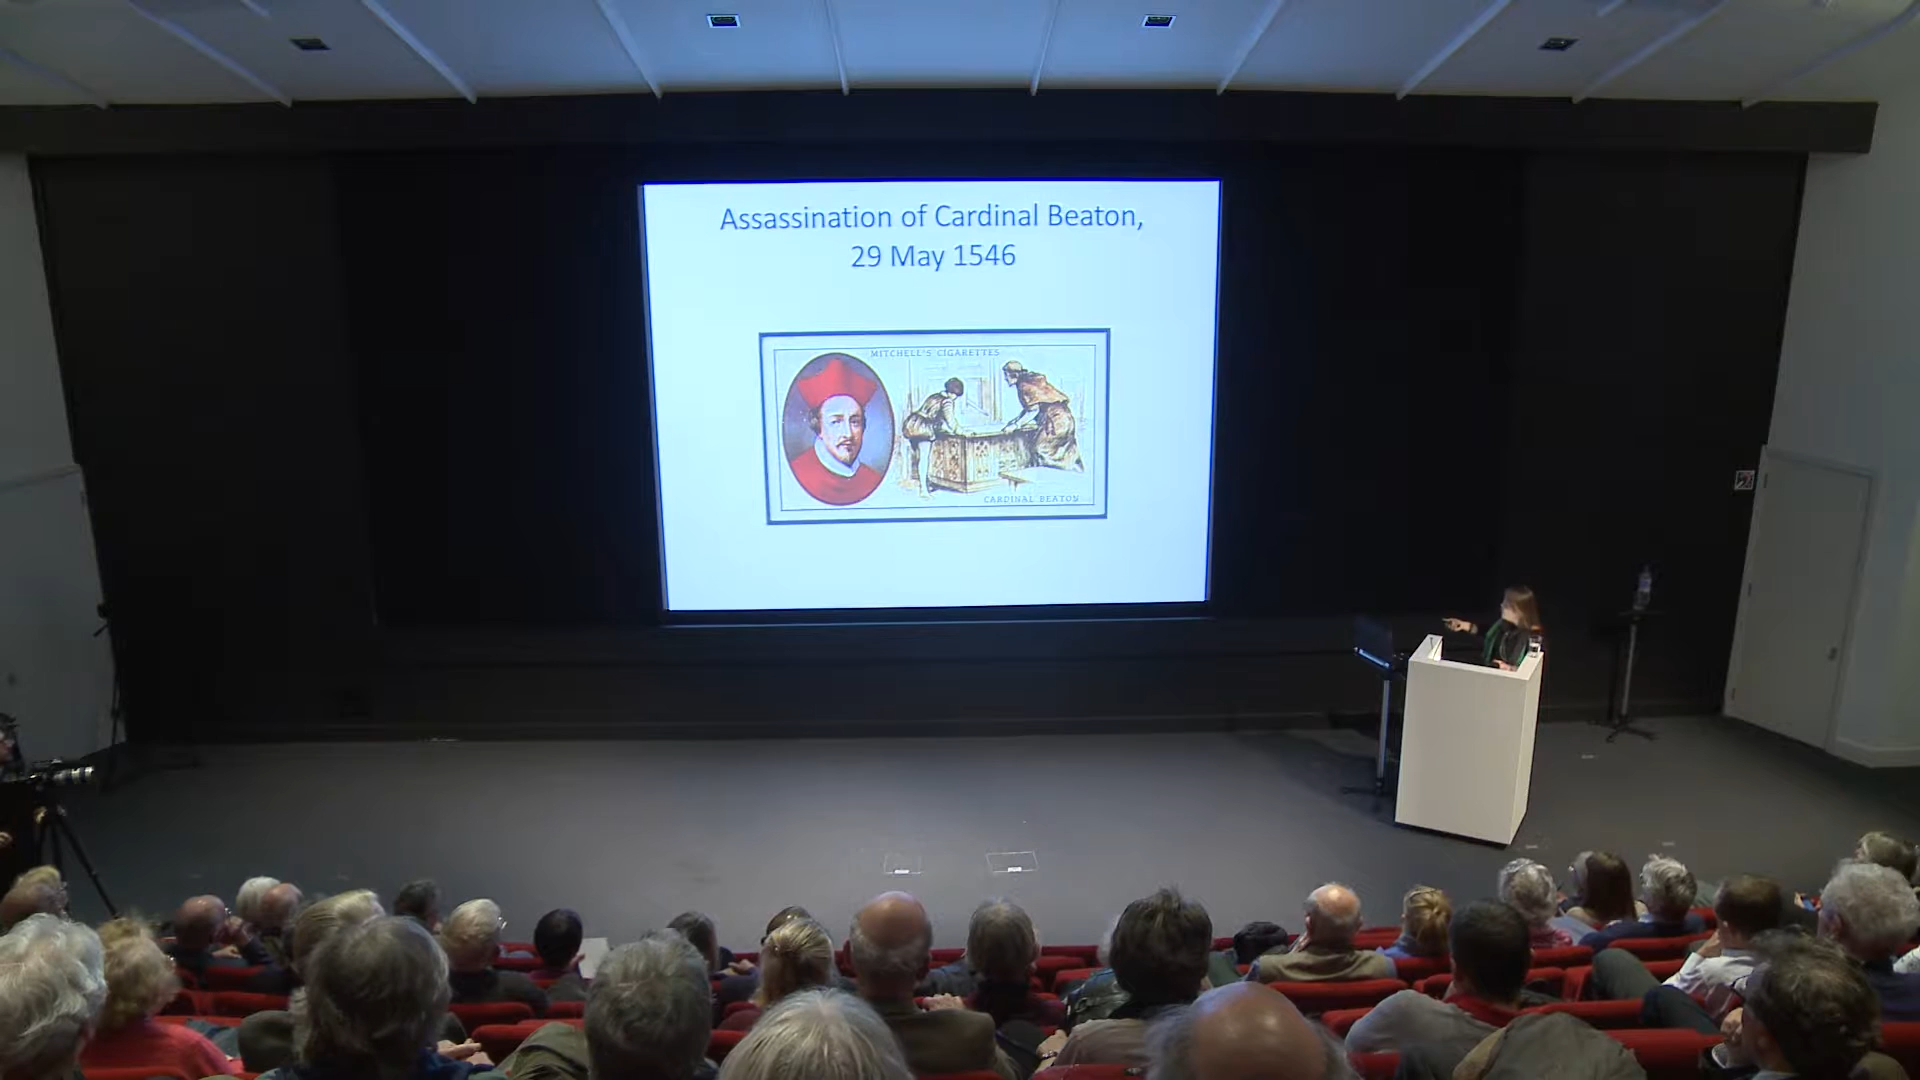 Assassination of Cardinal Beaton,
29 May 1546
MITCHELL'S CIGARETTES
CARDINAL BEATON